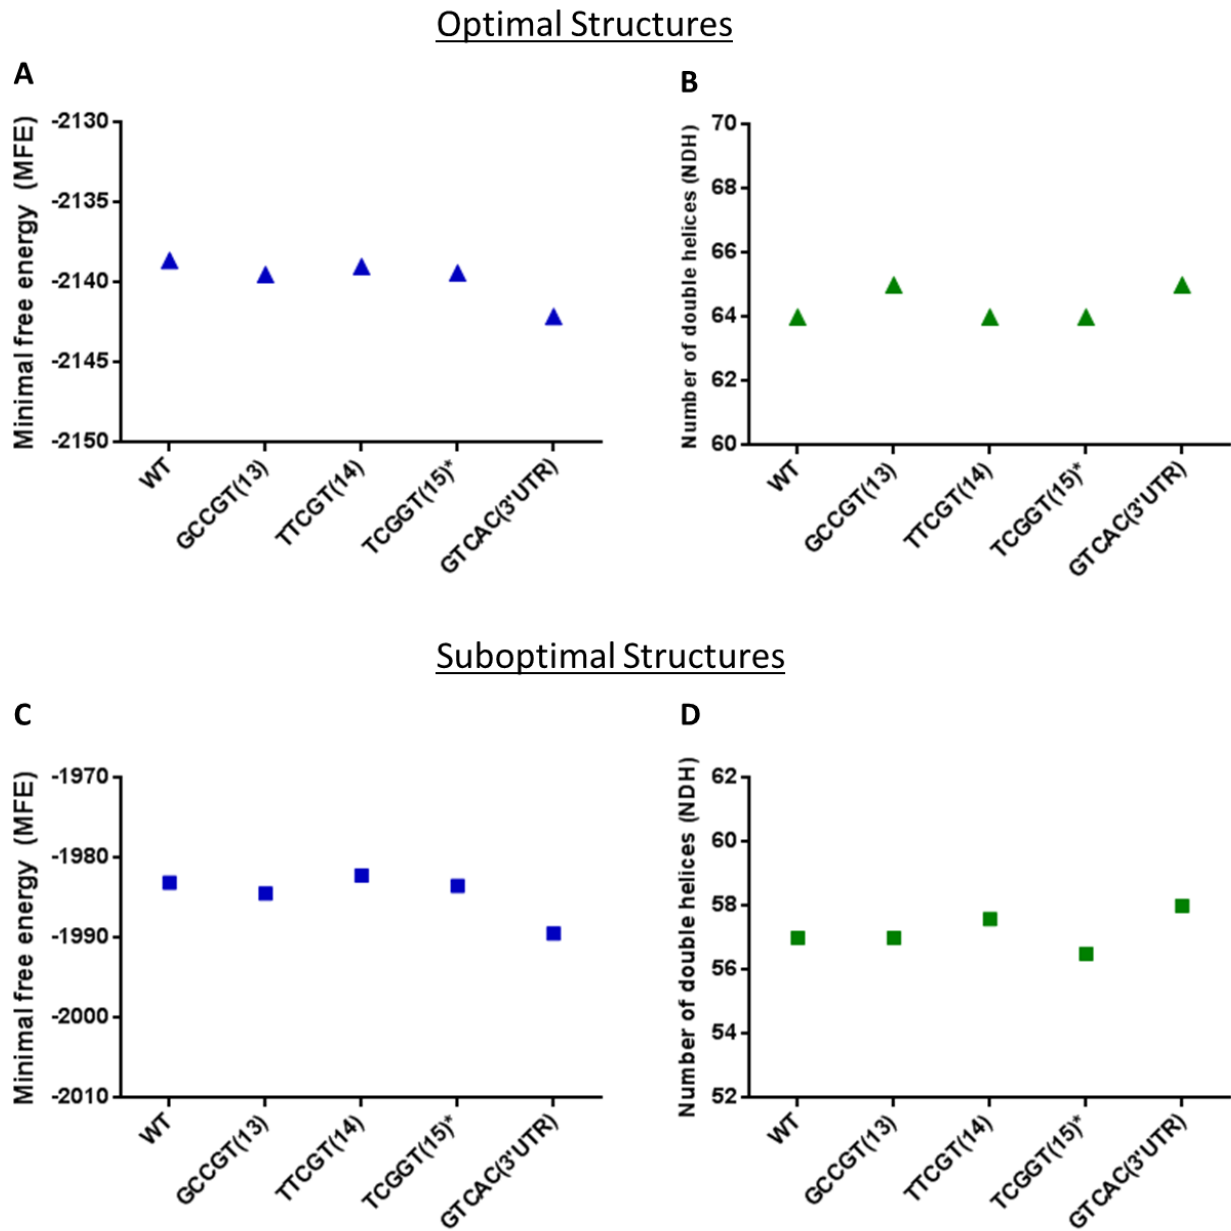 Optimal Structures
A
Minimal free energy (MFE)
-2130
-2135
-2140
-2145
-2150
WT
GCCGT(13)
TTCGT(14)
TCGGT(15)*
GTCAC(3'UTR)
B
Number of double helices (NDH)
70
68
66
64
62
60
WT
GCCGT(13)
TTCGT(14)
TCGGT(15)*
GTCAC(3'UTR)
Suboptimal Structures
C
Minimal free energy (MFE)
-1970
-1980
-1990
-2000
-2010
WT
GCCGT(13)
TTCGT(14)
TCGGT(15)*
GTCAC(3'UTR)
D
Number of double helices (NDH)
62
60
58
56
54
52
WT
GCCGT(13)
TTCGT(14)
TCGGT(15)*
GTCAC(3'UTR)